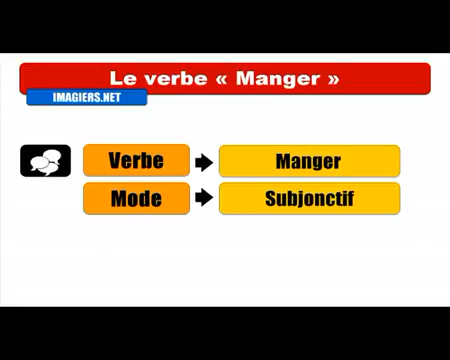 Le verbe « Manger »
IMAGIERS.NET
Verbe Manger
Mode Subjonctif